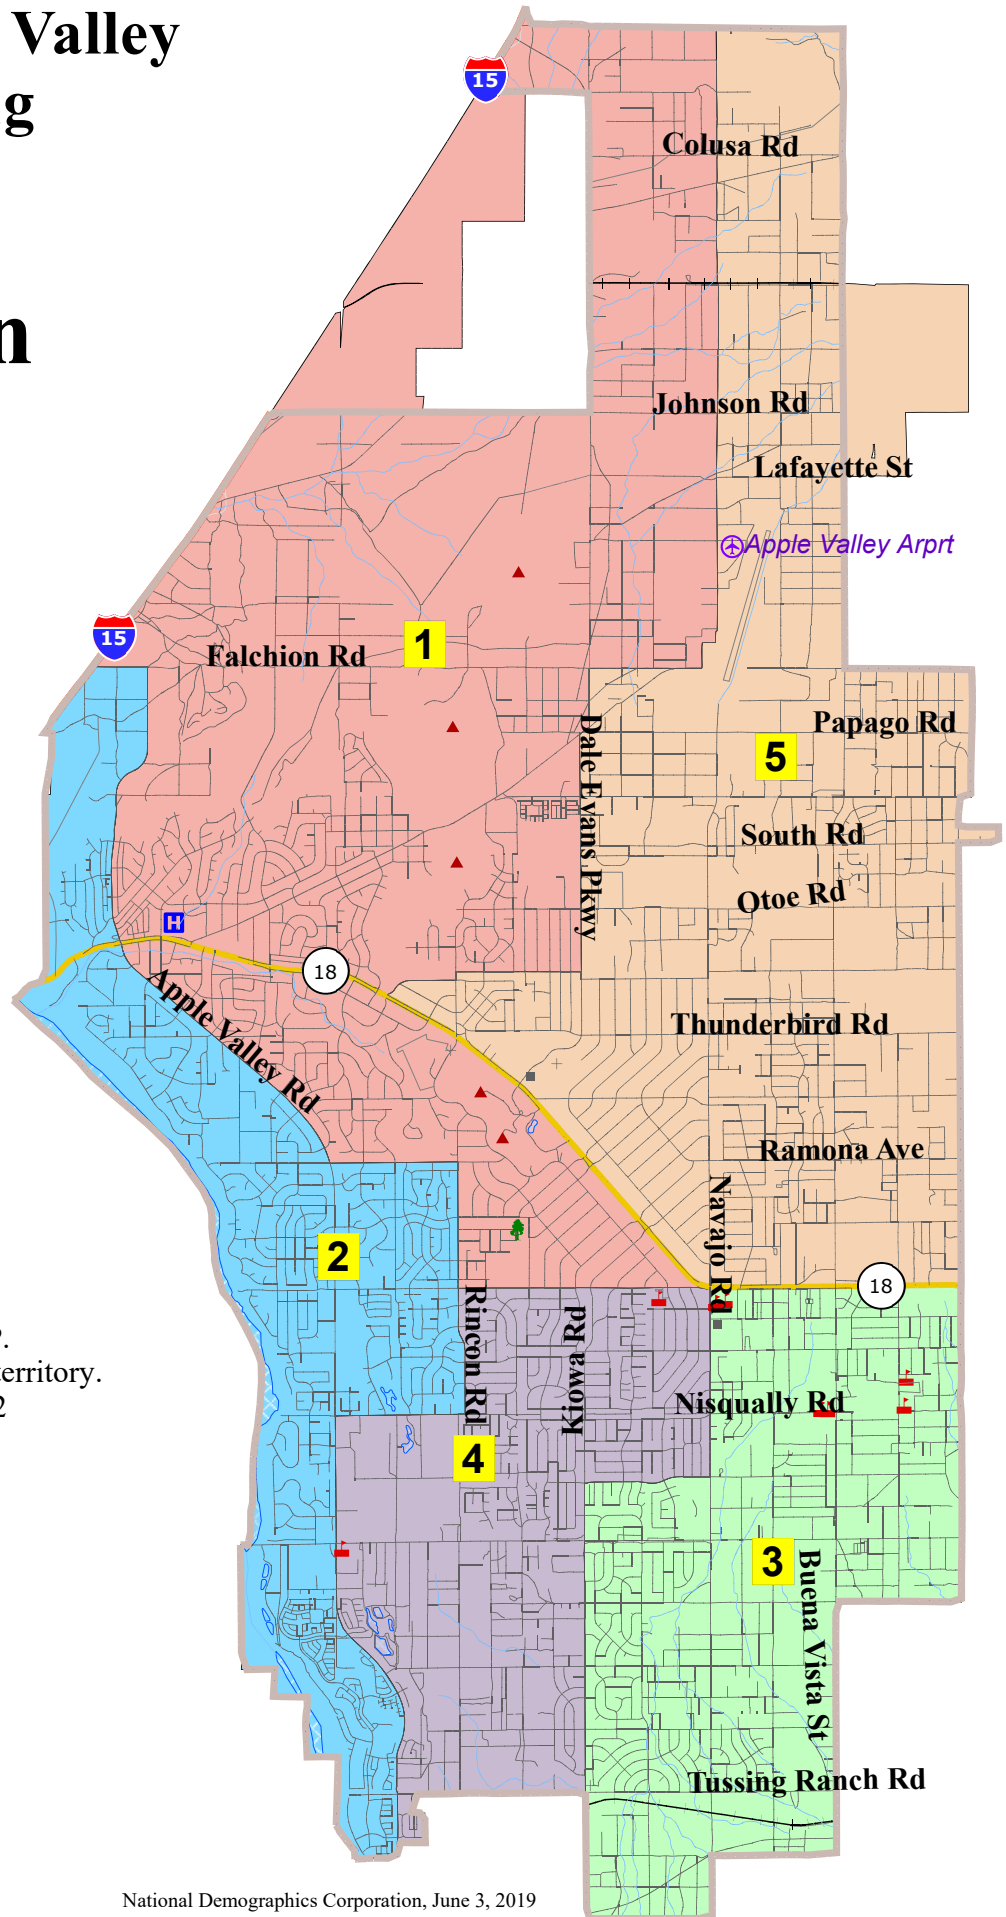 Valley
g
15
Colusa Rd
n
Johnson Rd
Lafayette St
Apple Valley Arprt
15
1
Falchion Rd
Papago Rd
Dale Evans Pkwy
5
South Rd
Otoe Rd
H
18
Apple Valley Rd
Thunderbird Rd
Ramona Ave
Navajo Rd
2
18
Rincon Rd
Kiowa Rd
.
territory.
2
Nisqually Rd
4
3
Buena Vista St
Tussing Ranch Rd
National Demographics Corporation, June 3, 2019